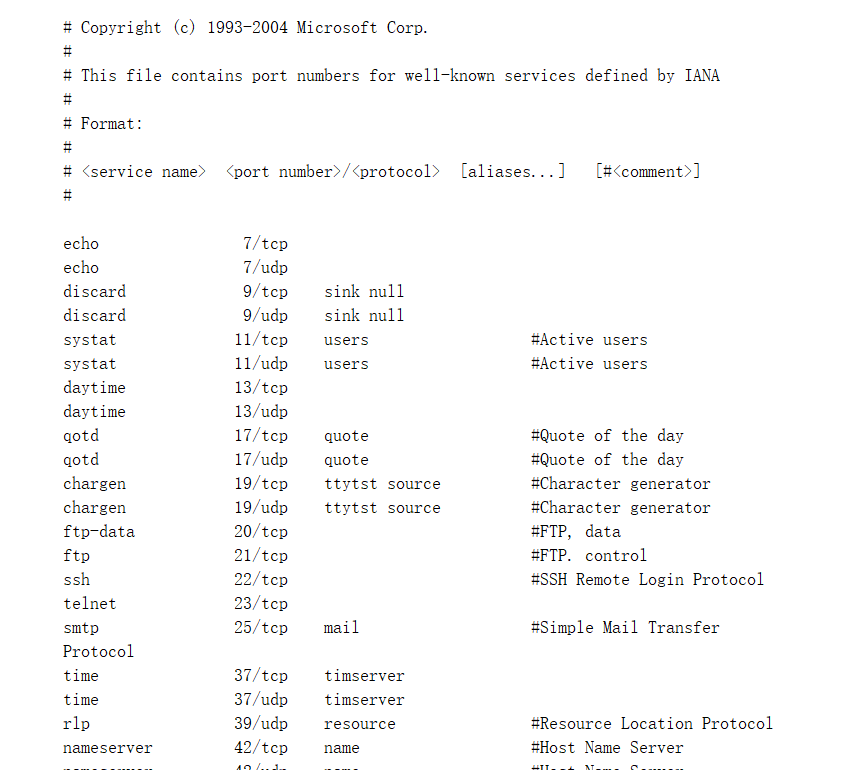 # Copyright (c) 1993-2004 Microsoft Corp.
#
# This file contains port numbers for well-known services defined by IANA
#
# Format:
#
# <service name>  <port number>/<protocol>  [aliases...]   [#<comment>]
#
echo                7/tcp
echo                7/udp
discard             9/tcp    sink null
discard             9/udp    sink null
systat             11/tcp    users                  #Active users
systat             11/udp    users                  #Active users
daytime            13/tcp
daytime            13/udp
qotd               17/tcp    quote                  #Quote of the day
qotd               17/udp    quote                  #Quote of the day
chargen            19/tcp    ttytst source          #Character generator
chargen            19/udp    ttytst source          #Character generator
ftp-data           20/tcp                           #FTP, data
ftp                21/tcp                           #FTP. control
ssh                22/tcp                           #SSH Remote Login Protocol
telnet             23/tcp
smtp               25/tcp    mail                   #Simple Mail Transfer
Protocol
time               37/tcp    timserver
time               37/udp    timserver
rlp                39/udp    resource               #Resource Location Protocol
nameserver         42/tcp    name                   #Host Name Server